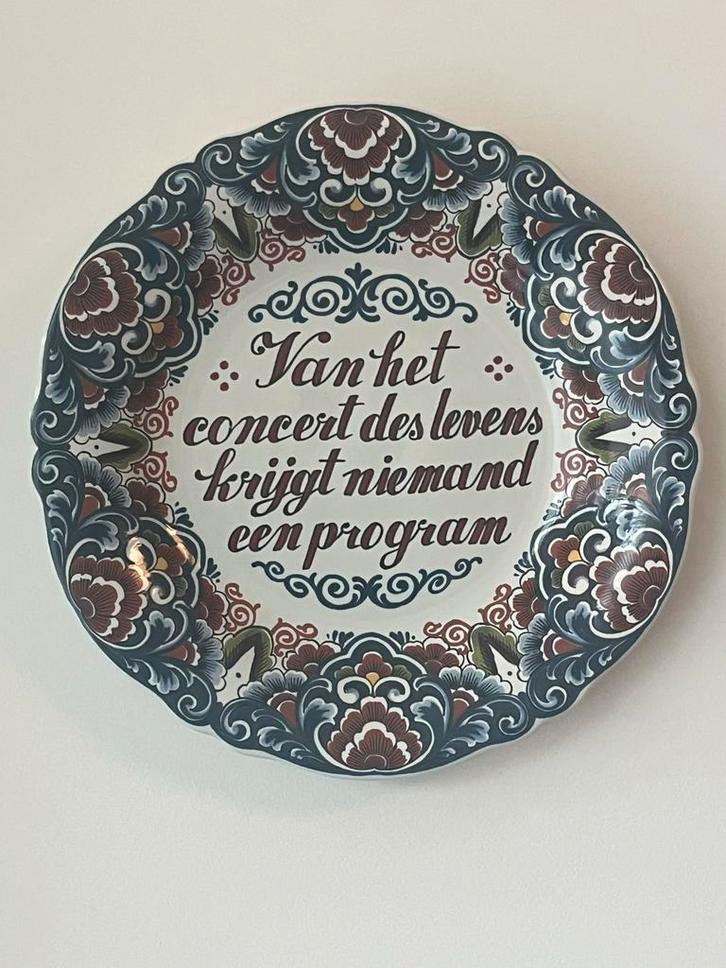 Van het
concert des levens
krijgt niemand
een program